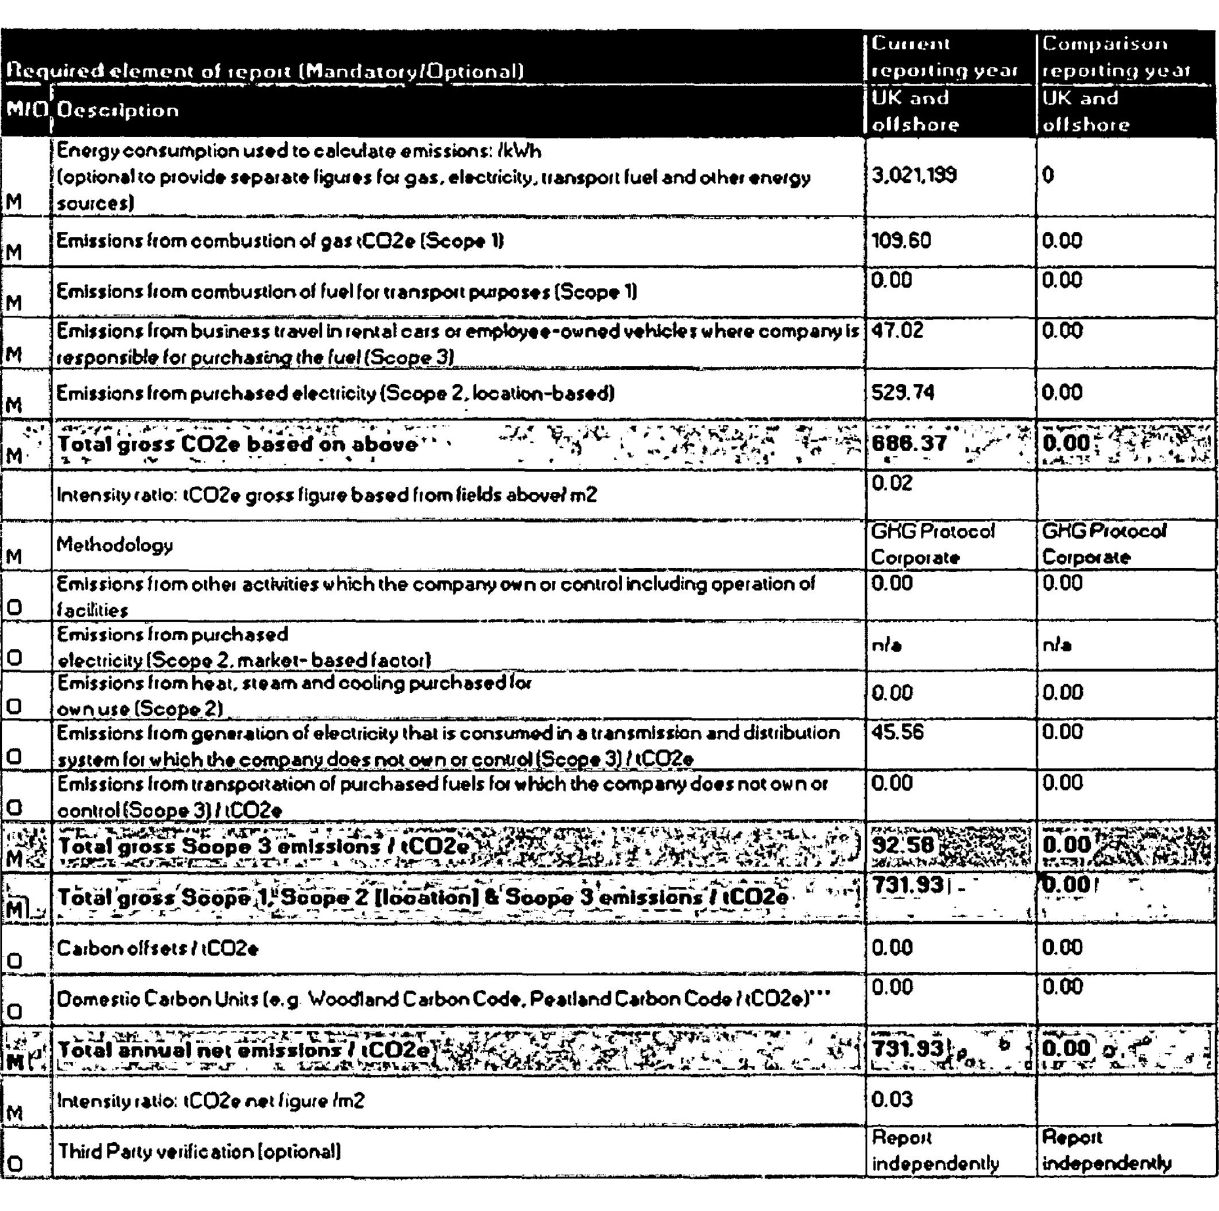 Required element of report (Mandatory/Optional) Current reporting year Comparison reporting year
M/O Description UK and offshore UK and offshore
Energy consumption used to calculate emissions: /kWh
(optional to provide separate figures for gas, electricity, transport fuel and other energy 3,021,199 0
M sources)
M Emissions from combustion of gas tCO2e (Scope 1) 109.60 0.00
M Emissions from combustion of fuel for transport purposes (Scope 1) 0.00 0.00
Emissions from business travel in rental cars or employee-owned vehicles where company is 47.02 0.00
M responsible for purchasing the fuel (Scope 3)
M Emissions from purchased electricity (Scope 2, location-based) 529.74 0.00
M Total gross CO2e based on above 686.37 0.00
Intensity ratio: tCO2e gross figure based from fields above/ m2 0.02
M Methodology GHG Protocol Corporate GHG Protocol Corporate
Emissions from other activities which the company own or control including operation of 0.00 0.00
O facilities
Emissions from purchased
O electricity (Scope 2, market- based factor) n/a n/a
Emissions from heat, steam and cooling purchased for
O own use (Scope 2) 0.00 0.00
Emissions from generation of electricity that is consumed in a transmission and distribution 45.56 0.00
O system for which the company does not own or control (Scope 3) / tCO2e
Emissions from transportation of purchased fuels for which the company does not own or 0.00 0.00
O control (Scope 3) / tCO2e
M Total gross Scope 3 emissions / tCO2e 92.58 0.00
M Total gross Scope 1, Scope 2 [location] & Scope 3 emissions / tCO2e 731.93 0.00
O Carbon offsets / tCO2e 0.00 0.00
O Domestic Carbon Units (e.g. Woodland Carbon Code, Peatland Carbon Code / tCO2e)*** 0.00 0.00
M Total annual net emissions / tCO2e 731.93 0.00
M Intensity ratio: tCO2e net figure /m2 0.03
O Third Party verification [optional] Report independently Report independently